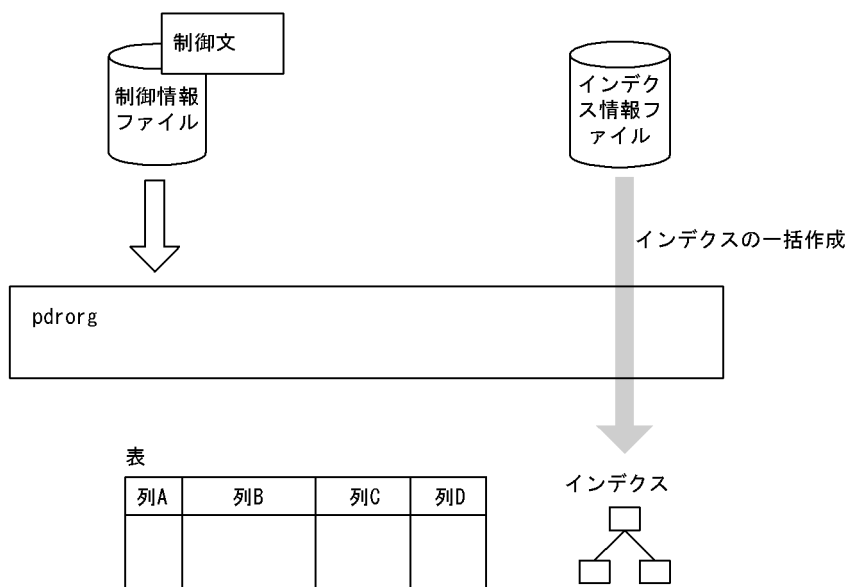 制御文
制御情報
ファイル
インデク
ス情報フ
ァイル
インデクスの一括作成
pdrorg
表
列A 列B 列C 列D
インデクス